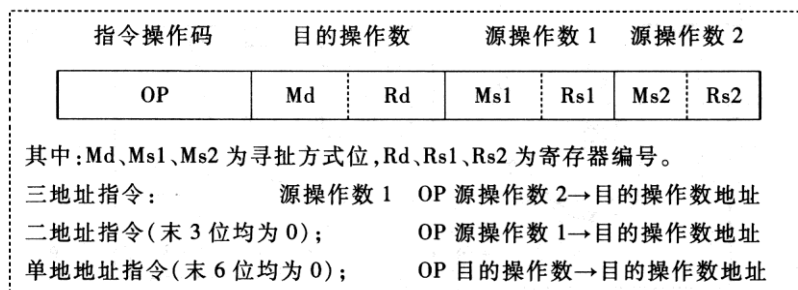 指令操作码 目的操作数 源操作数 1 源操作数 2
OP Md Rd Ms1 Rs1 Ms2 Rs2
其中:Md、Ms1、Ms2 为寻扯方式位,Rd、Rs1、Rs2 为寄存器编号。
三地址指令: 源操作数 1 OP 源操作数 2→目的操作数地址
二地址指令(末 3 位均为 0); OP 源操作数 1→目的操作数地址
单地地址指令(末 6 位均为 0); OP 目的操作数→目的操作数地址